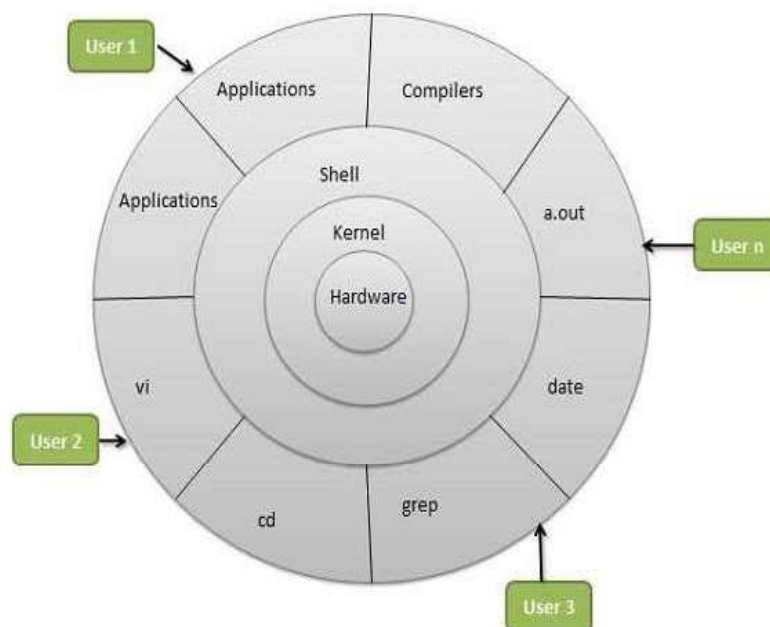 User 1
Applications
Compilers
Shell
Applications
a.out
Kernel
User n
Hardware
vi
date
User 2
cd
grep
User 3